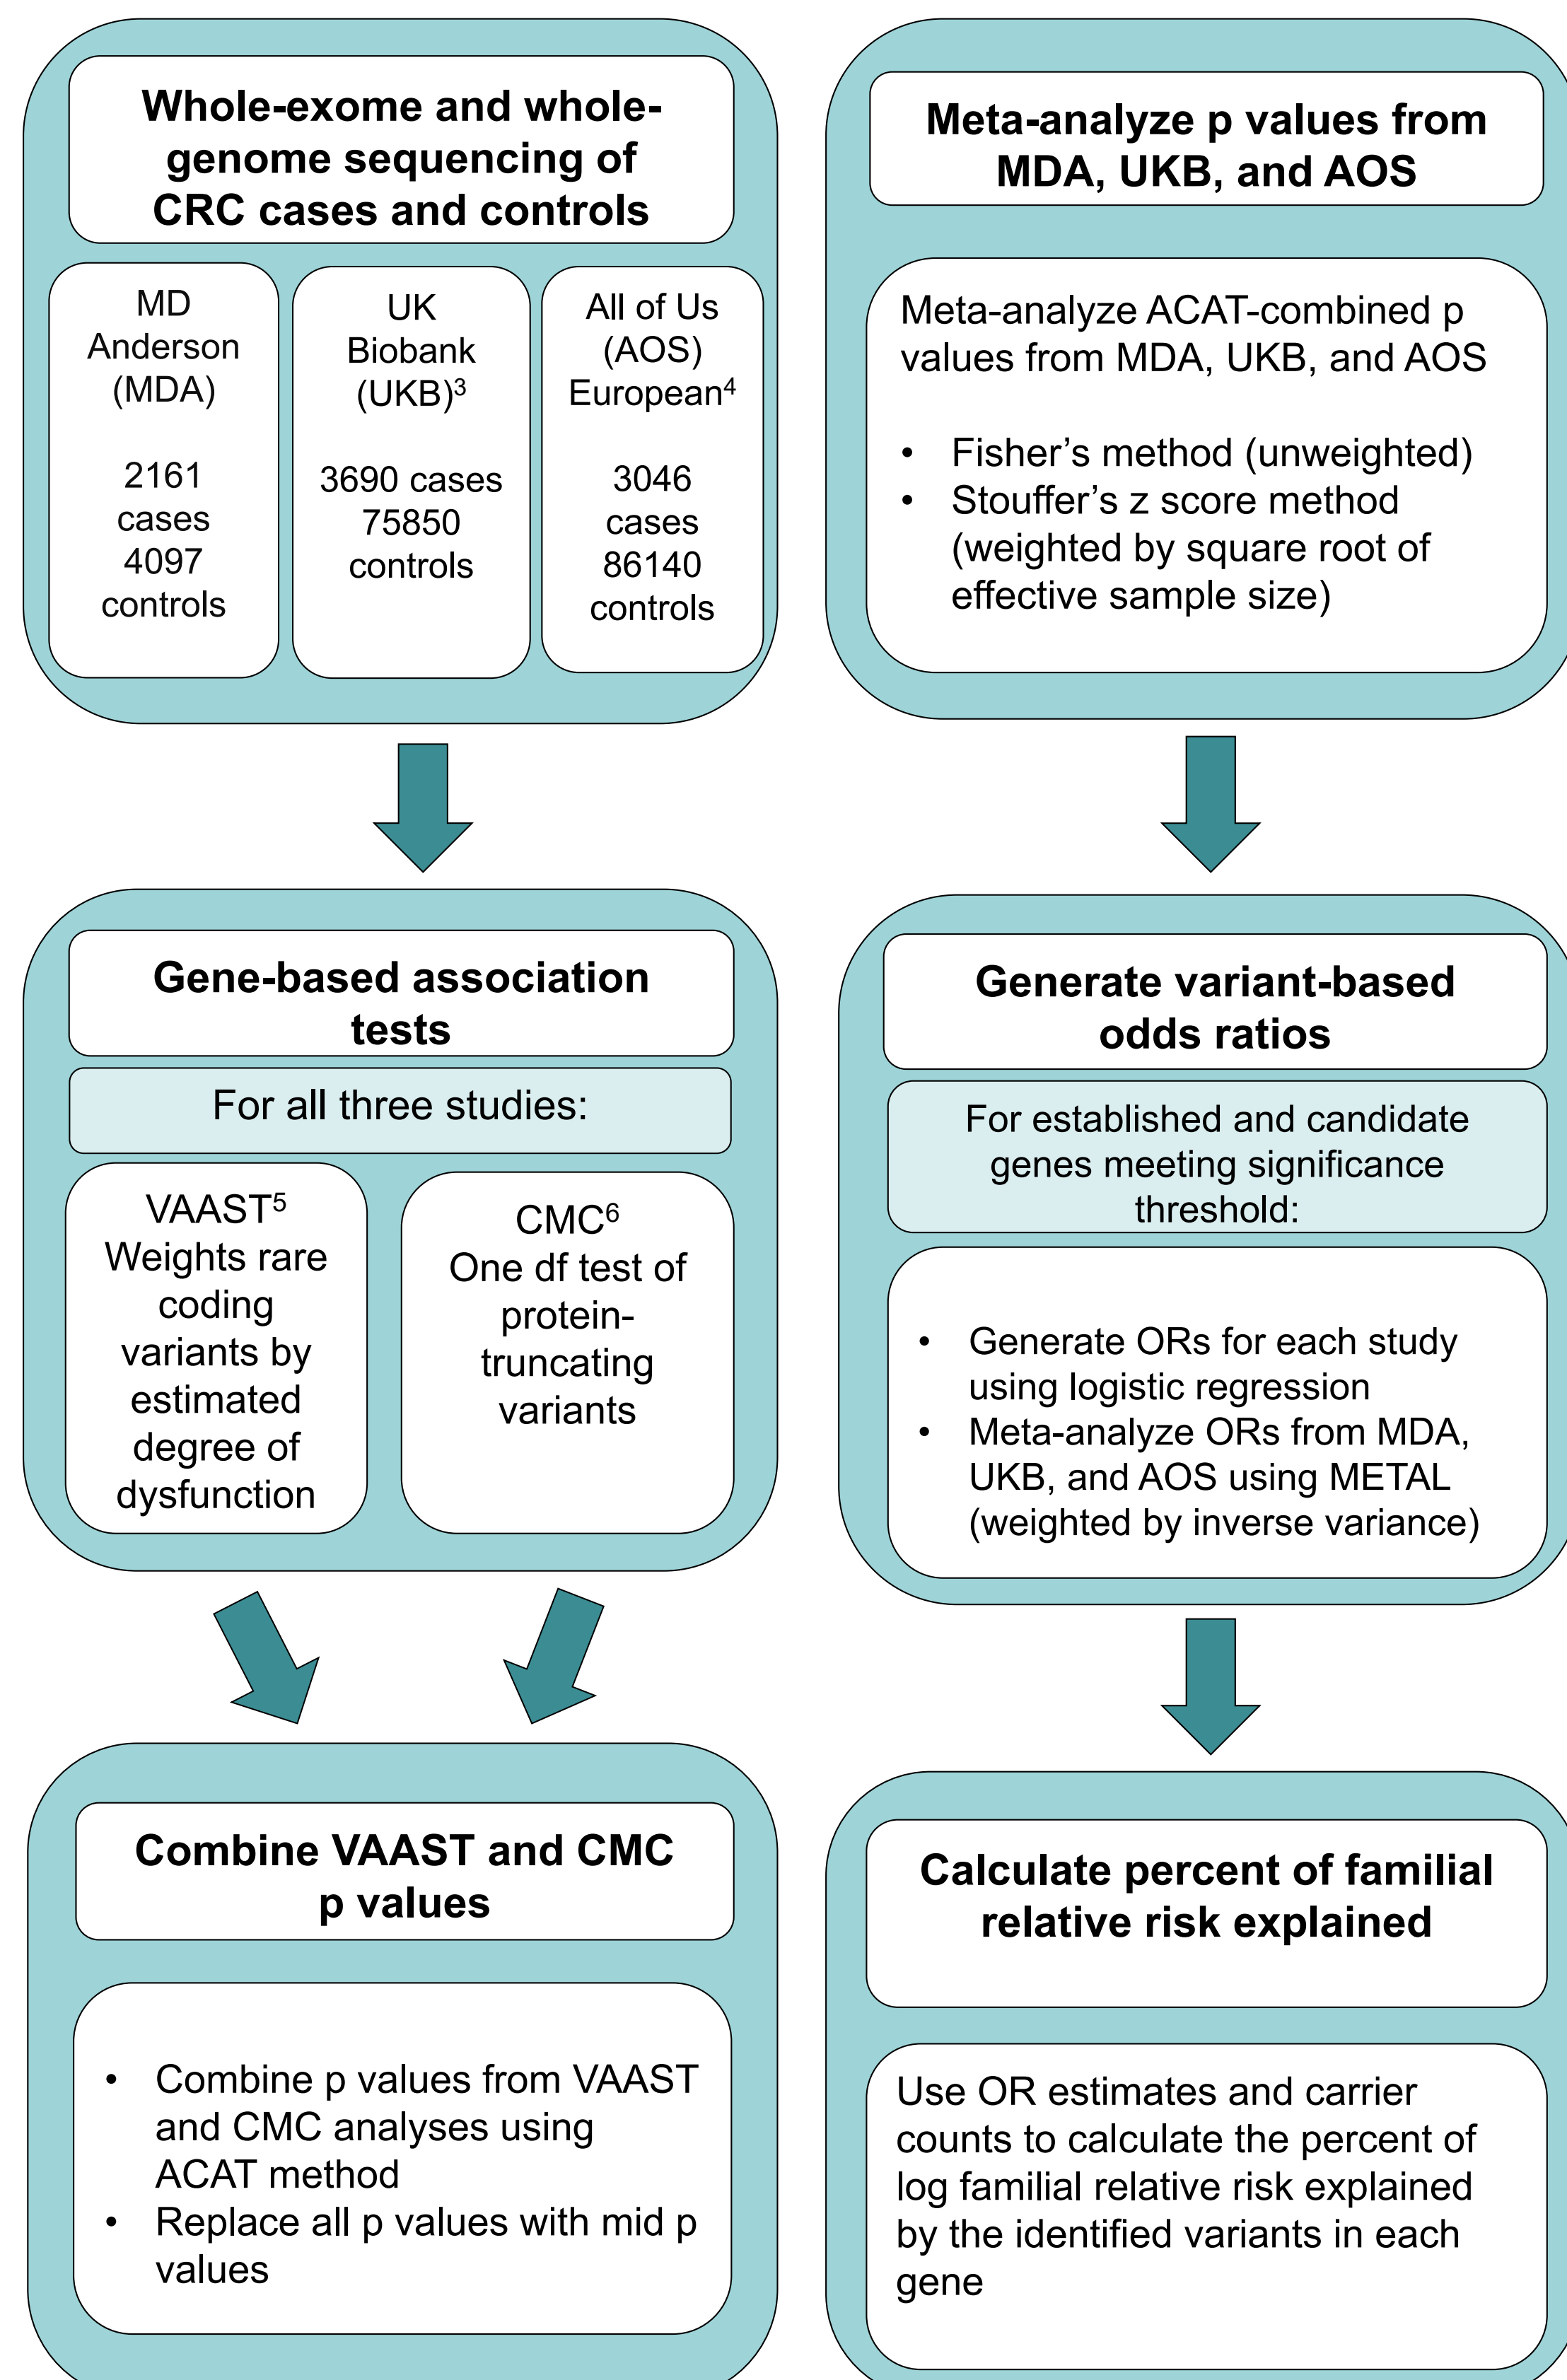 Whole-exome and whole-
genome sequencing of
CRC cases and controls
MD
Anderson
(MDA)
2161
cases
4097
controls
UK
Biobank
(UKB)³
3690 cases
75850
controls
All of Us
(AOS)
European⁴
3046
cases
86140
controls
Gene-based association
tests
For all three studies:
VAAST⁵
Weights rare
coding
variants by
estimated
degree of
dysfunction
CMC⁶
One df test of
protein-
truncating
variants
Combine VAAST and CMC
p values
• Combine p values from VAAST
and CMC analyses using
ACAT method
• Replace all p values with mid p
values
Meta-analyze p values from
MDA, UKB, and AOS
Meta-analyze ACAT-combined p
values from MDA, UKB, and AOS
• Fisher’s method (unweighted)
• Stouffer’s z score method
(weighted by square root of
effective sample size)
Generate variant-based
odds ratios
For established and candidate
genes meeting significance
threshold:
• Generate ORs for each study
using logistic regression
• Meta-analyze ORs from MDA,
UKB, and AOS using METAL
(weighted by inverse variance)
Calculate percent of familial
relative risk explained
Use OR estimates and carrier
counts to calculate the percent of
log familial relative risk explained
by the identified variants in each
gene